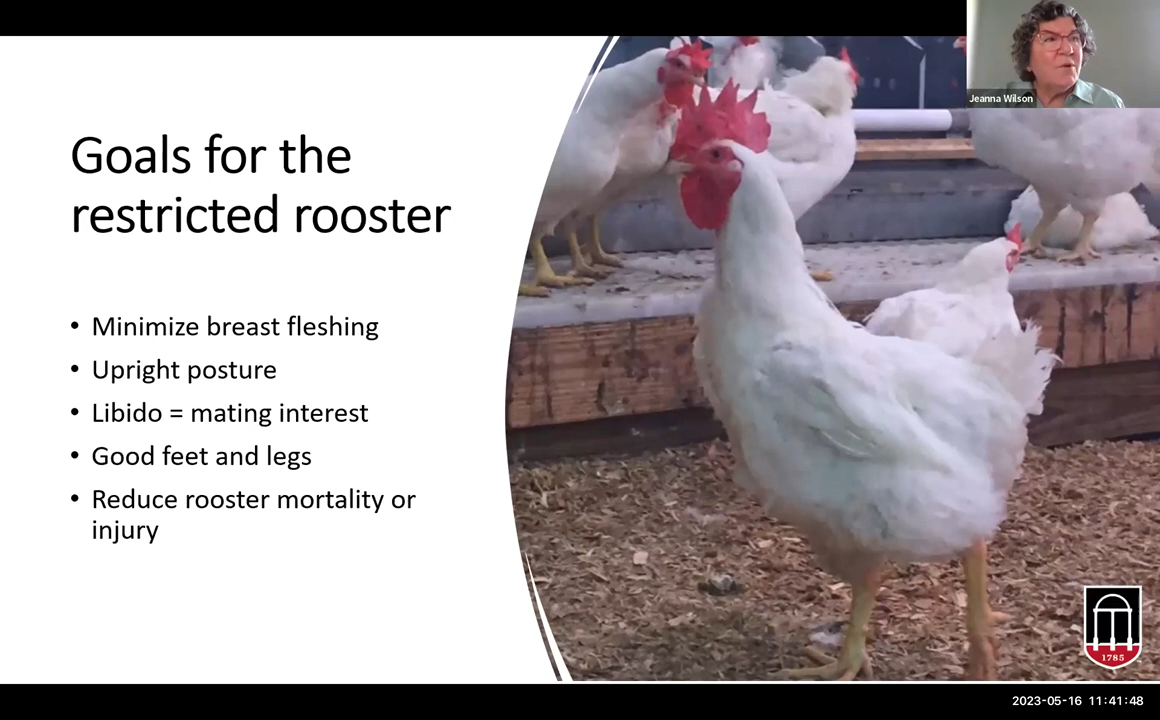 Jeanna Wilson
Goals for the
restricted rooster
• Minimize breast fleshing
• Upright posture
• Libido = mating interest
• Good feet and legs
• Reduce rooster mortality or
injury
1785
2023-05-16 11:41:48